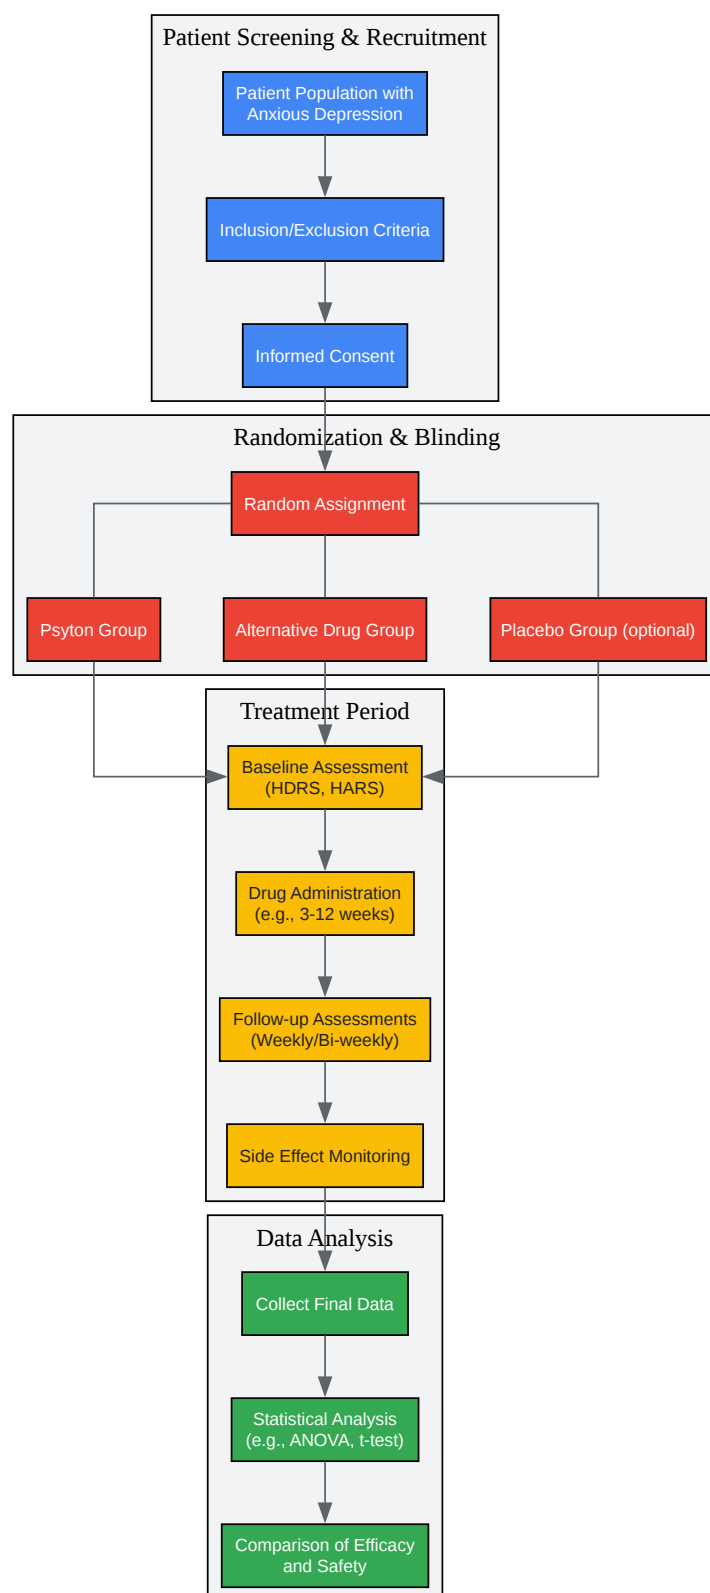 Patient Screening & Recruitment
Patient Population with
Anxious Depression
Inclusion/Exclusion Criteria
Informed Consent
Randomization & Blinding
Random Assignment
Psyton Group
Alternative Drug Group
Placebo Group (optional)
Treatment Period
Baseline Assessment
(HDRS, HARS)
Drug Administration
(e.g., 3-12 weeks)
Follow-up Assessments
(Weekly/Bi-weekly)
Side Effect Monitoring
Data Analysis
Collect Final Data
Statistical Analysis
(e.g., ANOVA, t-test)
Comparison of Efficacy
and Safety